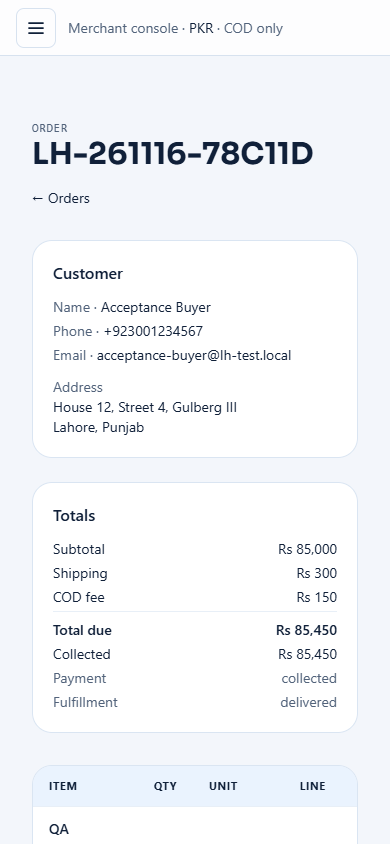 Merchant console · PKR · COD only
ORDER
LH-261116-78C11D
← Orders
Customer
Name · Acceptance Buyer
Phone · +923001234567
Email · acceptance-buyer@lh-test.local
Address
House 12, Street 4, Gulberg III
Lahore, Punjab
Totals
Subtotal Rs 85,000
Shipping Rs 300
COD fee Rs 150
Total due Rs 85,450
Collected Rs 85,450
Payment collected
Fulfillment delivered
ITEM QTY UNIT LINE
QA